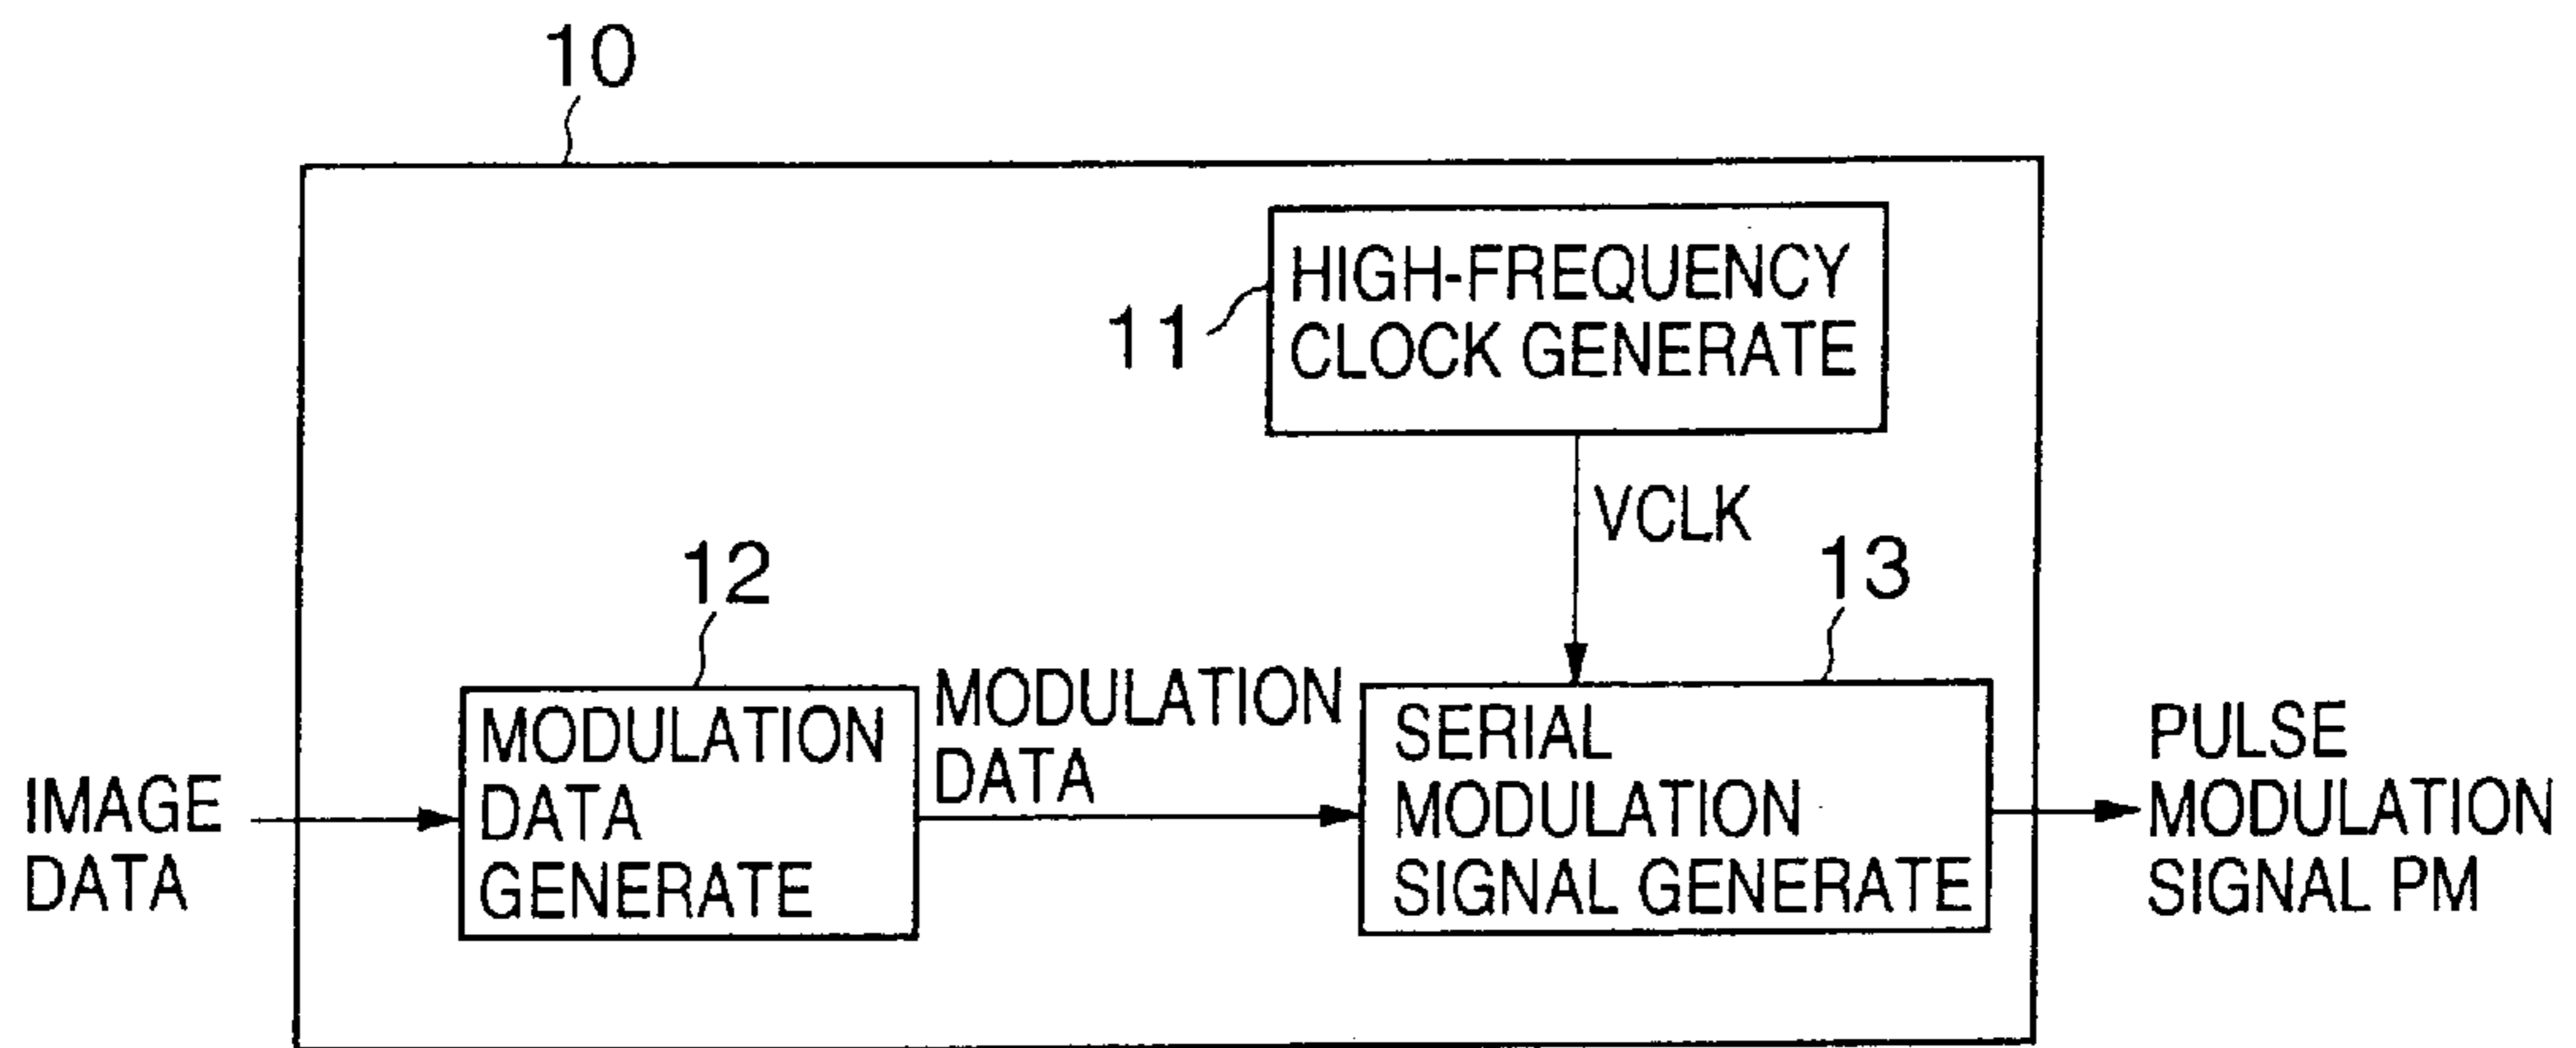 10
HIGH-FREQUENCY
CLOCK GENERATE
11
VCLK
12
13
MODULATION
DATA
GENERATE
MODULATION
DATA
SERIAL
MODULATION
SIGNAL GENERATE
IMAGE
DATA
PULSE
MODULATION
SIGNAL PM